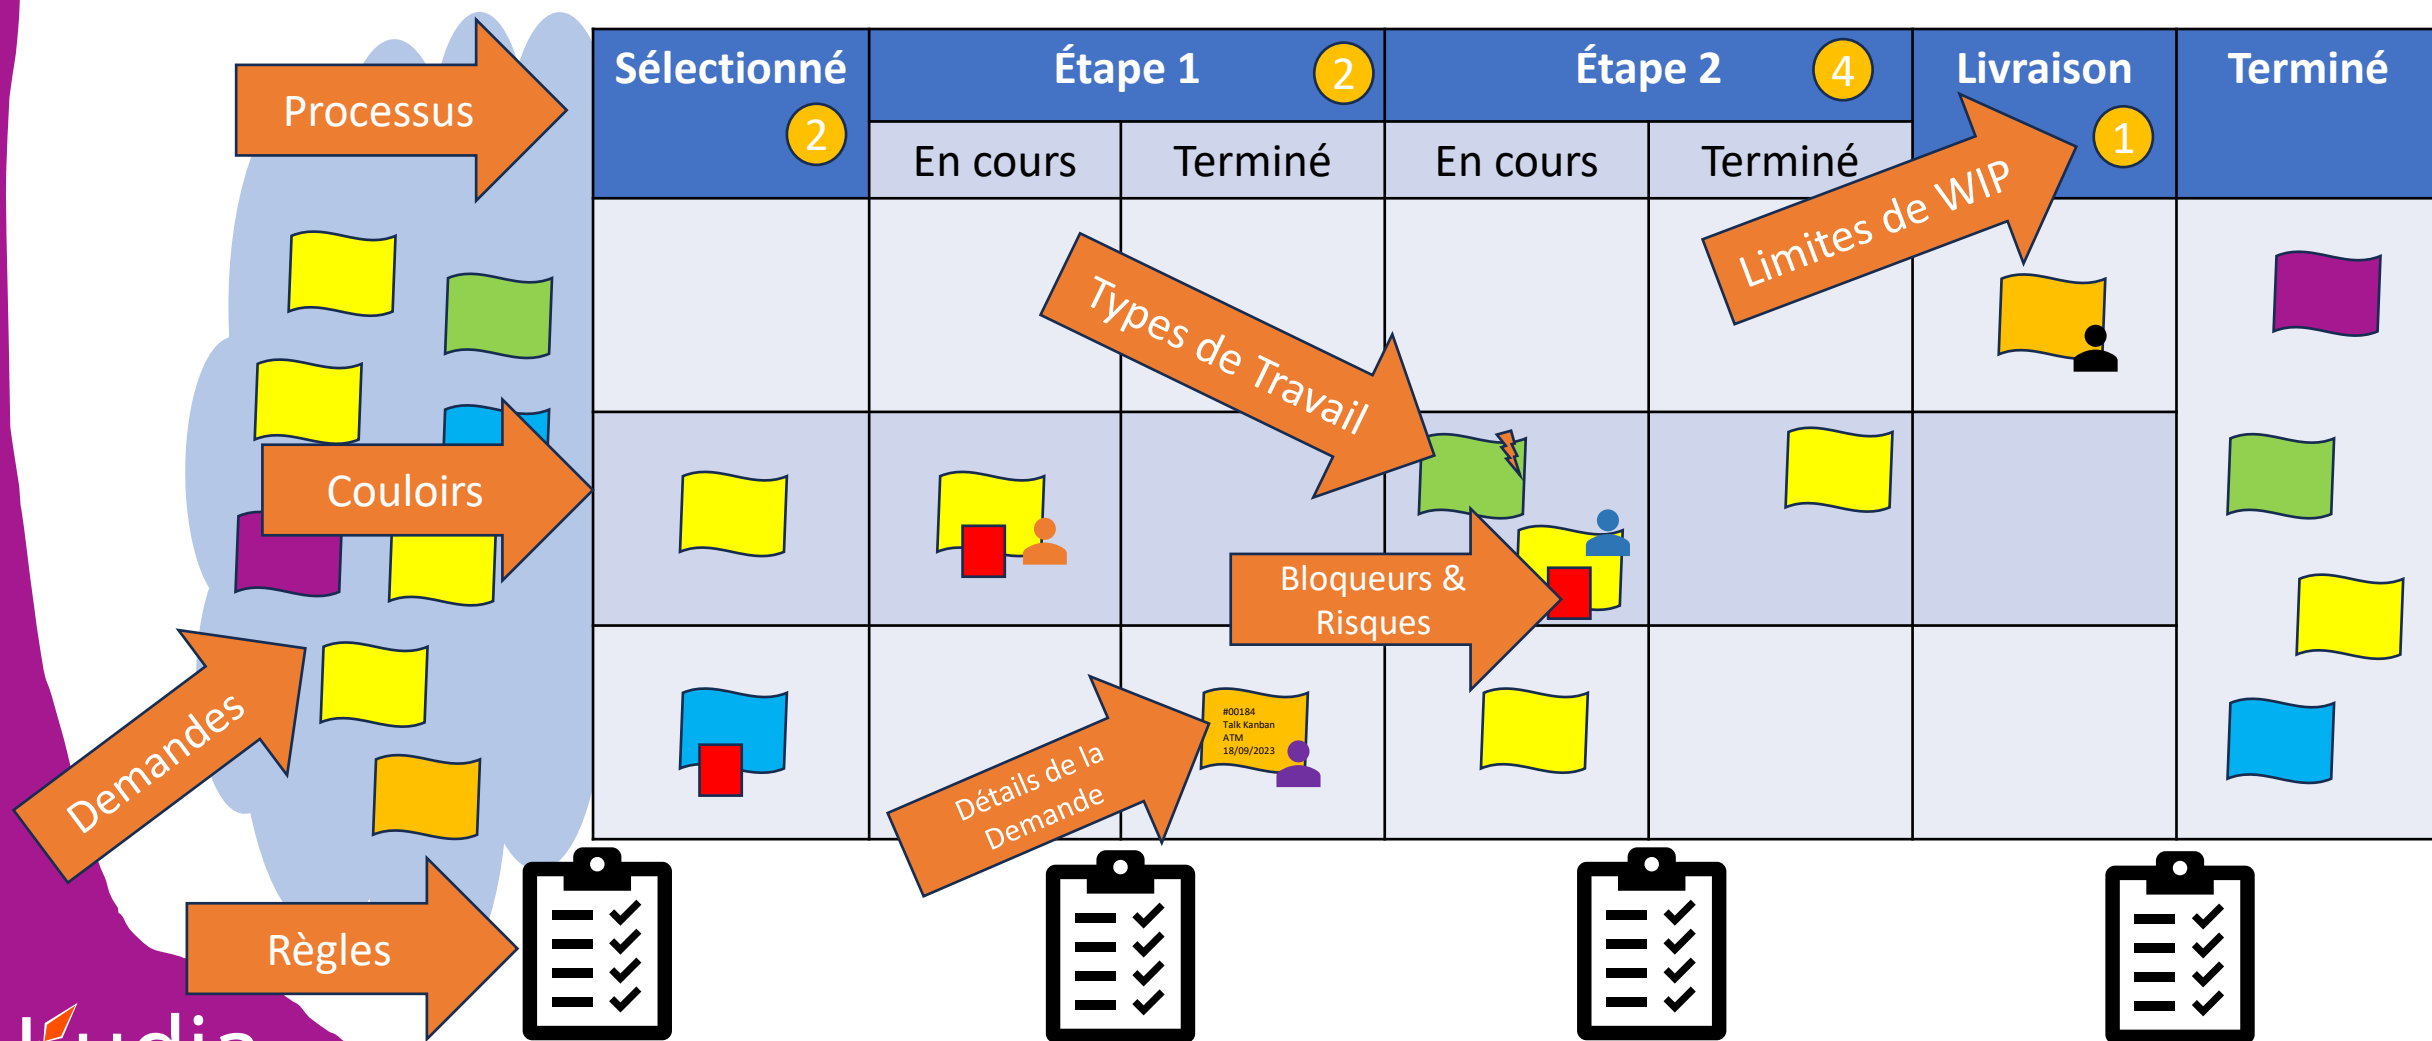 Processus
Sélectionné
2
Étape 1
2
Étape 2
4
Livraison
1
Terminé
En cours
Terminé
En cours
Terminé
Limites de WIP
Types de Travail
Couloirs
Bloqueurs &
Risques
Demandes
Détails de la
Demande
#00184
Talk Kanban
ATM
18/09/2023
Règles